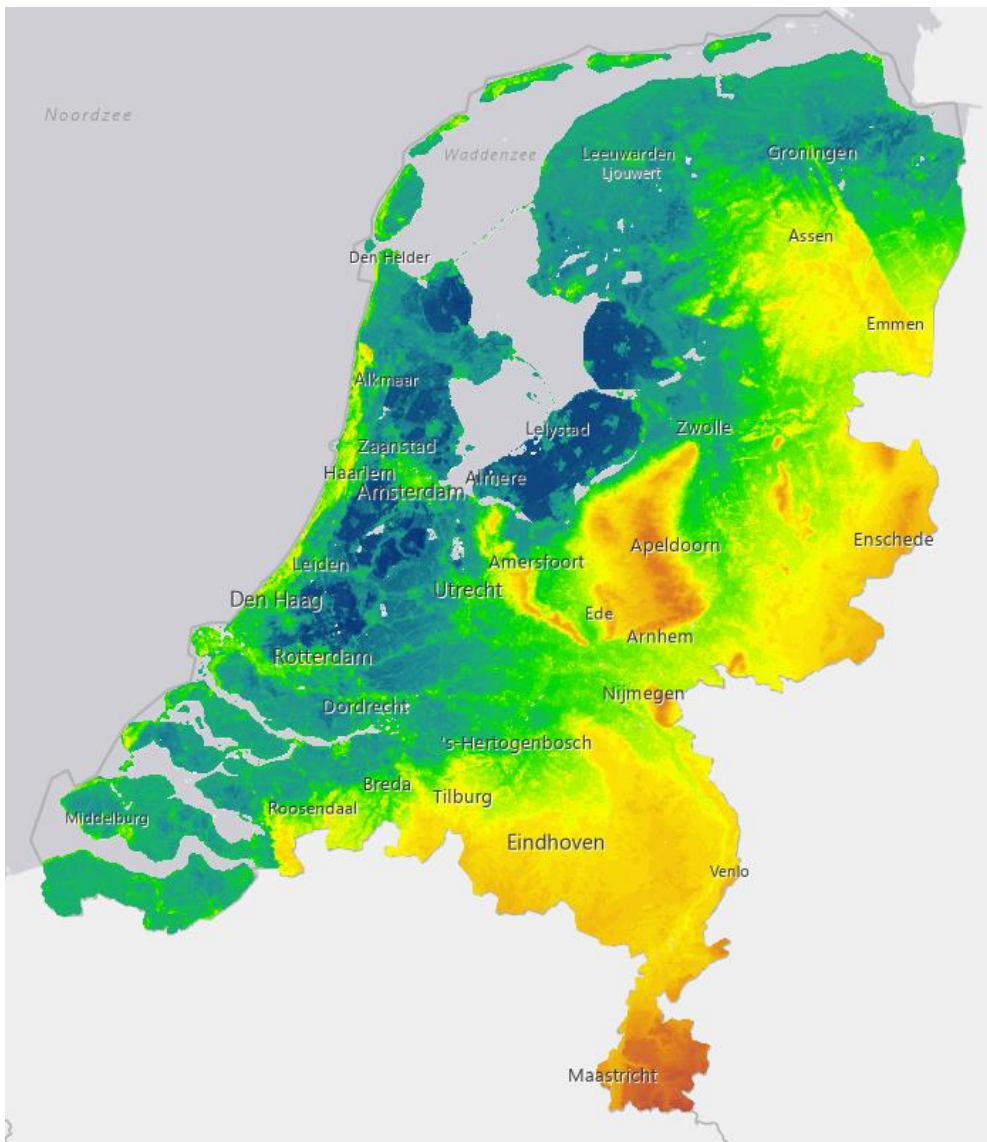 Noordzee
Waddenzee
Leeuwarden
Ljouwert
Groningen
Assen
Den Helder
Emmen
Alkmaar
Lelystad
Zwolle
Zaanstad
Haarlem
Almere
Amsterdam
Enschede
Apeldoorn
Leiden
Amersfoort
Utrecht
Den Haag
Ede
Arnhem
Rotterdam
Nijmegen
Dordrecht
's-Hertogenbosch
Breda
Tilburg
Roosendaal
Middelburg
Eindhoven
Venlo
Maastricht